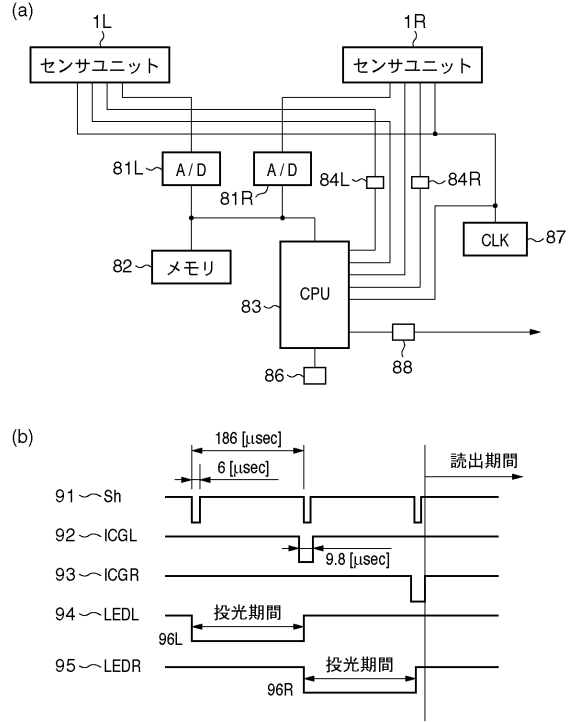 (a)
1L
1R
センサユニット
センサユニット
81L
A/D
A/D
81R
84L
84R
82
メモリ
CLK
87
83
CPU
86
88
(b)
186 [μsec]
6 [μsec]
読出期間
91
Sh
92
ICGL
9.8 [μsec]
93
ICGR
94
LEDL
投光期間
96L
95
LEDR
投光期間
96R